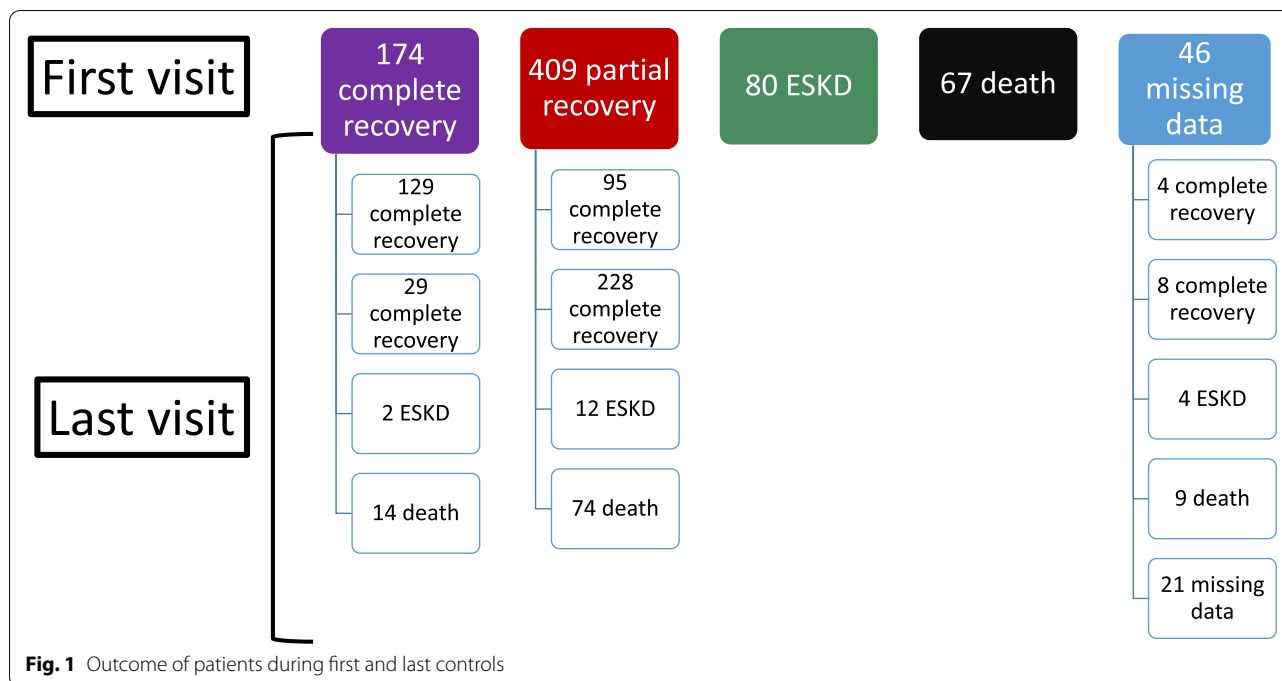 First visit
174
complete
recovery
409 partial
recovery
80 ESKD
67 death
46
missing
data
129
complete
recovery
29
complete
recovery
2 ESKD
14 death
95
complete
recovery
228
complete
recovery
12 ESKD
74 death
4 complete
recovery
8 complete
recovery
4 ESKD
9 death
21 missing
data
Last visit
Fig. 1 Outcome of patients during first and last controls